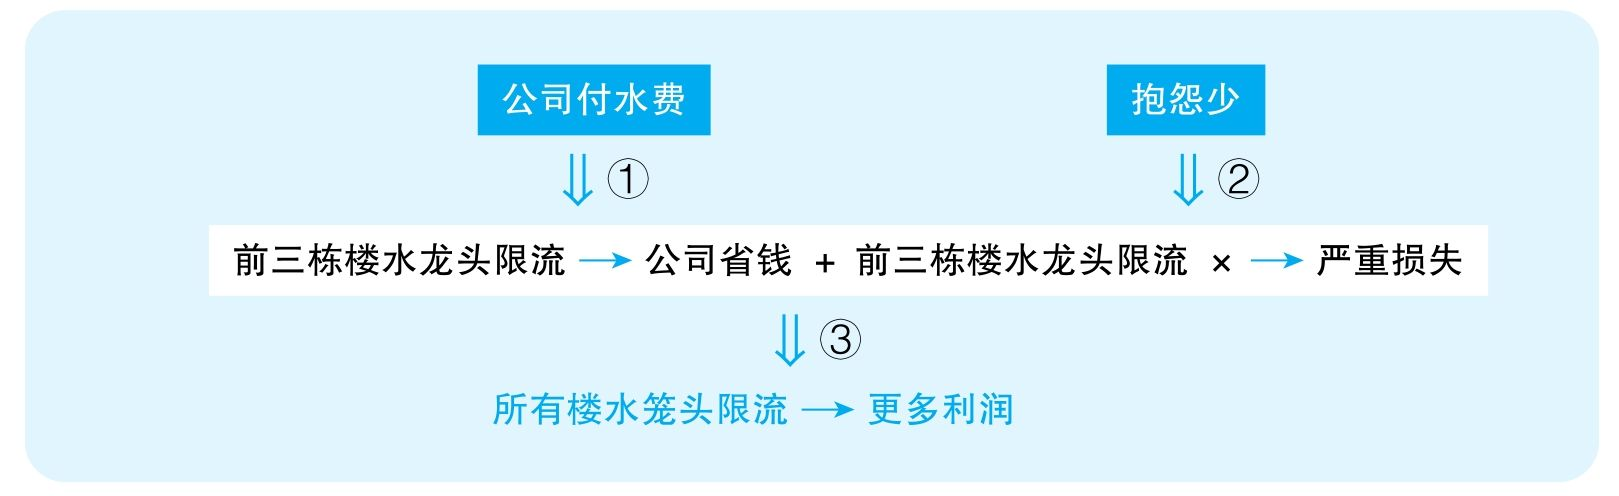 公司付水费 抱怨少
① ②
前三栋楼水龙头限流 → 公司省钱 + 前三栋楼水龙头限流 × → 严重损失
③
所有楼水笼头限流 → 更多利润